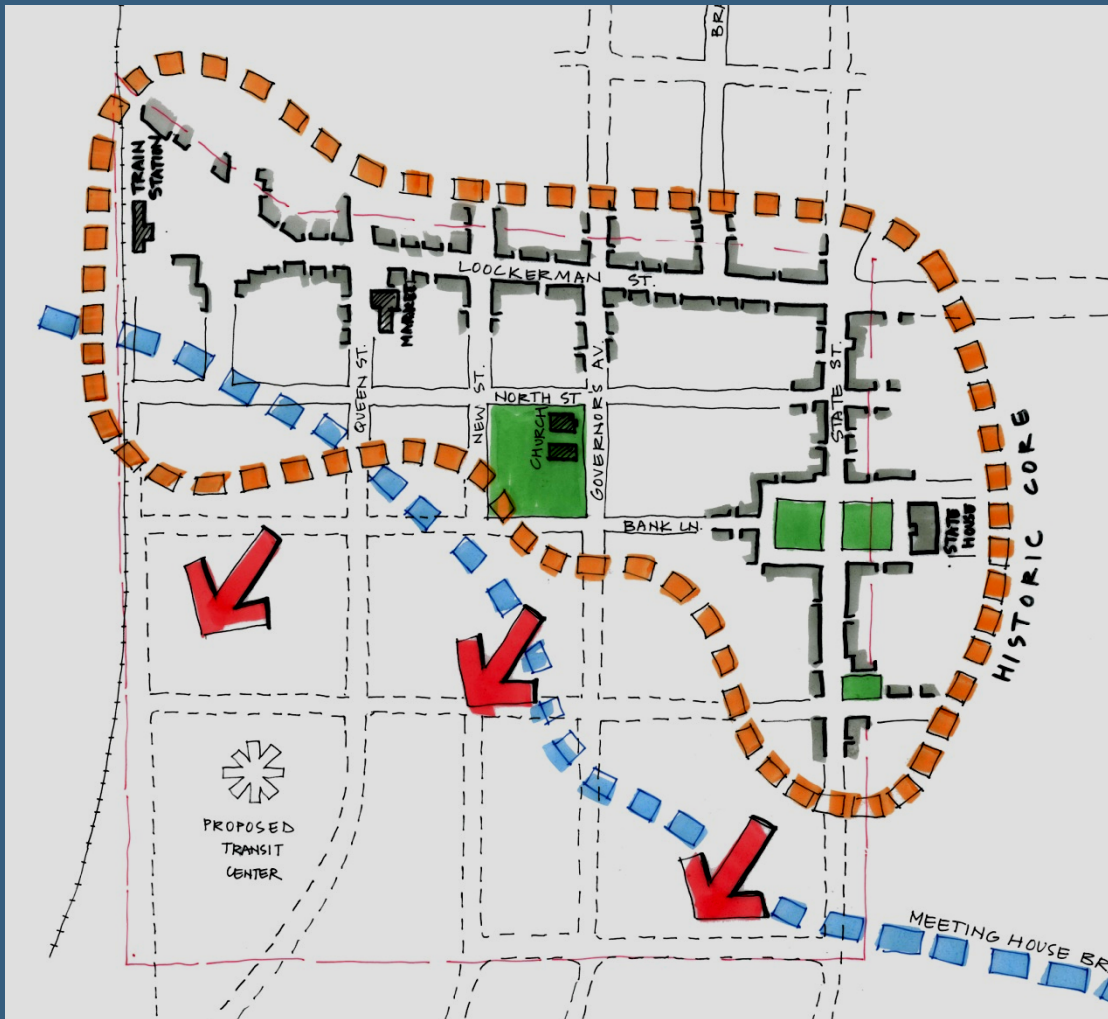 TRAIN
STATION
LOOCKERMAN ST.
MARKET
QUEEN ST.
NEW ST.
NORTH ST
CHURCH
GOVERNOR'S AV.
STATE ST.
BANK LN.
STATE
HOUSE
HISTORIC CORE
PROPOSED
TRANSIT
CENTER
MEETING HOUSE BR